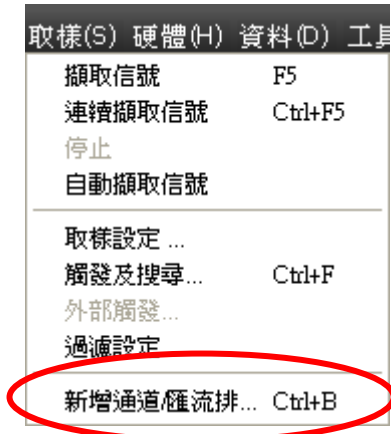 取樣(S) 硬體(H) 資料(D) 工具
擷取信號 F5
連續擷取信號 Ctrl+F5
停止
自動擷取信號
取樣設定 ...
觸發及搜尋... Ctrl+F
外部觸發...
過濾設定
新增通道/匯流排... Ctrl+B